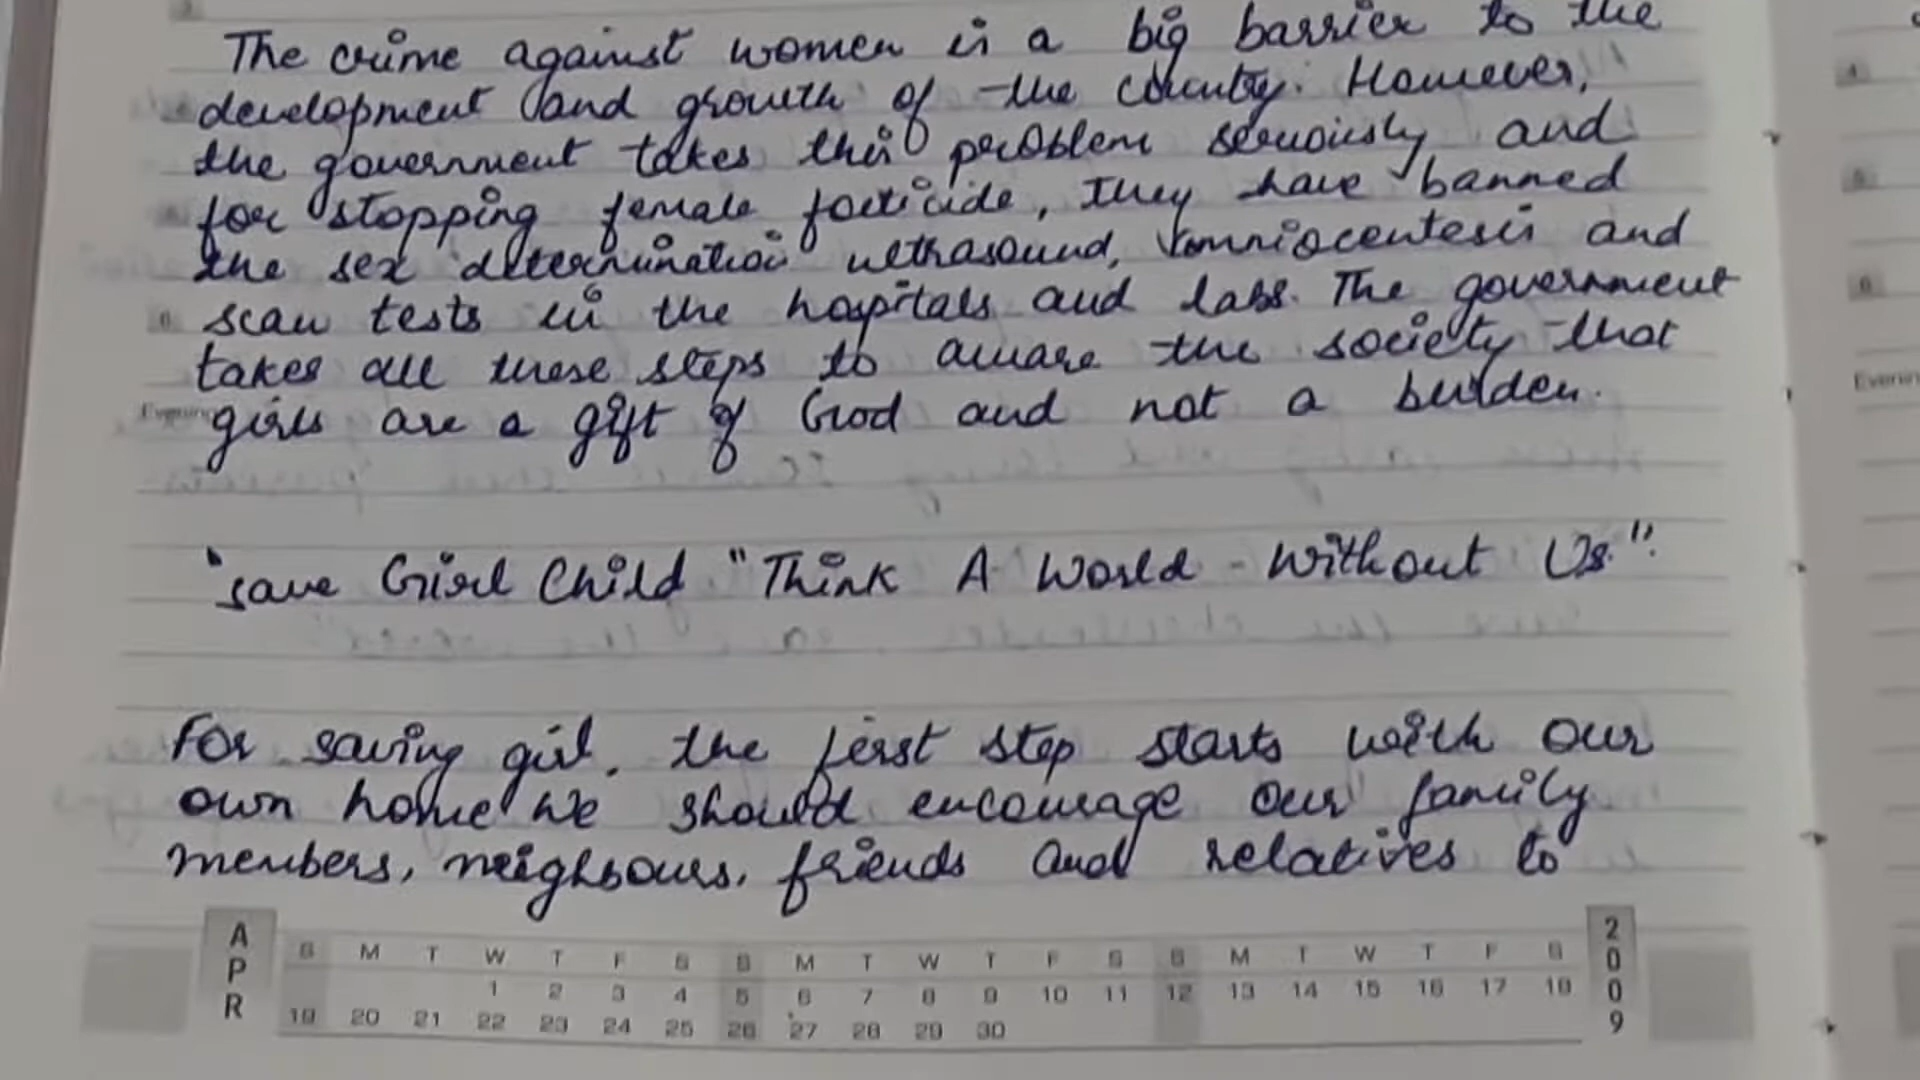 The crime against women is a big barrier to the
development and growth of the country. However,
the government takes this problem seriously and
for stopping female foeticide, they have banned
the sex determination ultrasound, amniocentesis and
scan tests in the hospitals and labs. The government
takes all these steps to aware the society that
girls are a gift of God and not a burden.
"save Girl Child "Think A World - Without Us."
For saving girl, the first step starts with our
own home we should encourage our family
members, neighbours, friends and relatives to
APR 2009
S M T W T F S S M T W T F S S M T W T F S
1 2 3 4 5 6 7 8 9 10 11 12 13 14 15 16 17 18
19 20 21 22 23 24 25 26 27 28 29 30
Evening